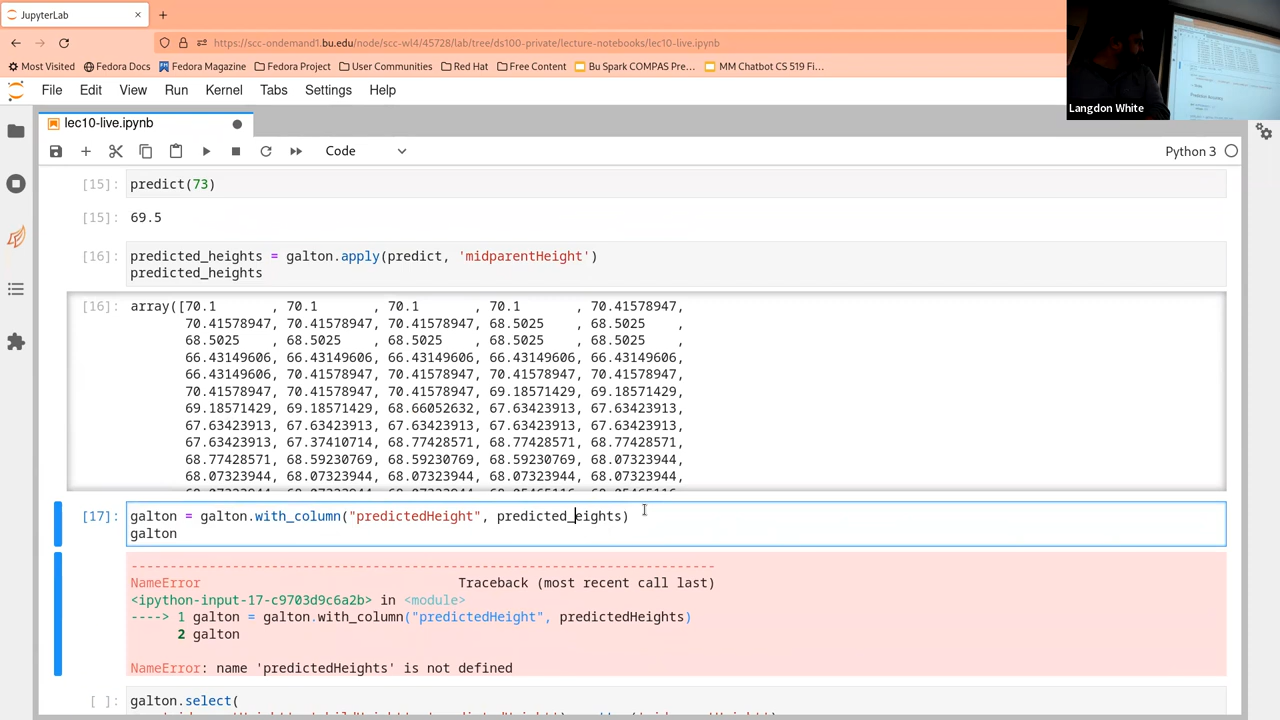 JupyterLab
https://scc-ondemand1.bu.edu/node/scc-wl4/45728/lab/tree/ds100-private/lecture-notebooks/lec10-live.ipynb
Most Visited Fedora Docs Fedora Magazine Fedora Project User Communities Red Hat Free Content Bu Spark COMPAS Pre... MM Chatbot CS 519 Fi...
Langdon White
File Edit View Run Kernel Tabs Settings Help
lec10-live.ipynb
Code Python 3
[15]: predict(73)
[15]: 69.5
[16]: predicted_heights = galton.apply(predict, 'midparentHeight')
predicted_heights
[16]: array([70.1 , 70.1 , 70.1 , 70.1 , 70.41578947,
70.41578947, 70.41578947, 70.41578947, 68.5025 , 68.5025 ,
68.5025 , 68.5025 , 68.5025 , 68.5025 , 68.5025 ,
66.43149606, 66.43149606, 66.43149606, 66.43149606, 66.43149606,
66.43149606, 70.41578947, 70.41578947, 70.41578947, 70.41578947,
70.41578947, 70.41578947, 70.41578947, 69.18571429, 69.18571429,
69.18571429, 69.18571429, 68.66052632, 67.63423913, 67.63423913,
67.63423913, 67.63423913, 67.63423913, 67.63423913, 67.63423913,
67.63423913, 67.37410714, 68.77428571, 68.77428571, 68.77428571,
68.77428571, 68.59230769, 68.59230769, 68.59230769, 68.07323944,
68.07323944, 68.07323944, 68.07323944, 68.07323944, 68.07323944,
[17]: galton = galton.with_column("predictedHeight", predicted_eights)
galton
---------------------------------------------------------------------------
NameError Traceback (most recent call last)
<ipython-input-17-c9703d9c6a2b> in <module>
----> 1 galton = galton.with_column("predictedHeight", predictedHeights)
2 galton
NameError: name 'predictedHeights' is not defined
[ ]: galton.select(